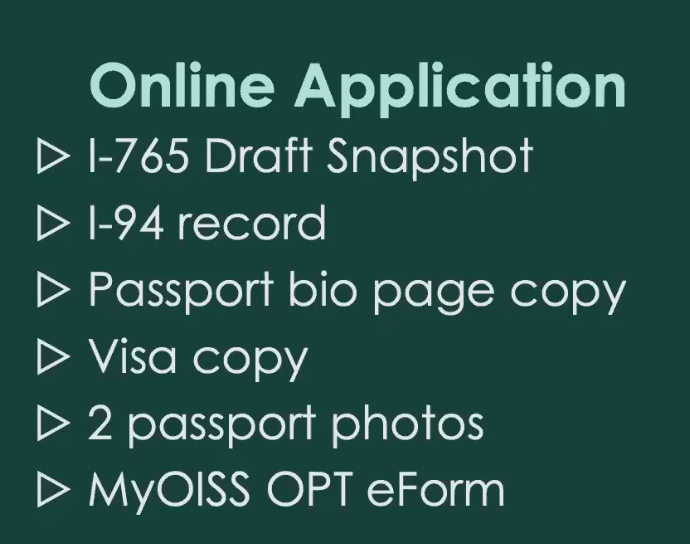 Online Application
▷ I-765 Draft Snapshot
▷ I-94 record
▷ Passport bio page copy
▷ Visa copy
▷ 2 passport photos
▷ MyOISS OPT eForm